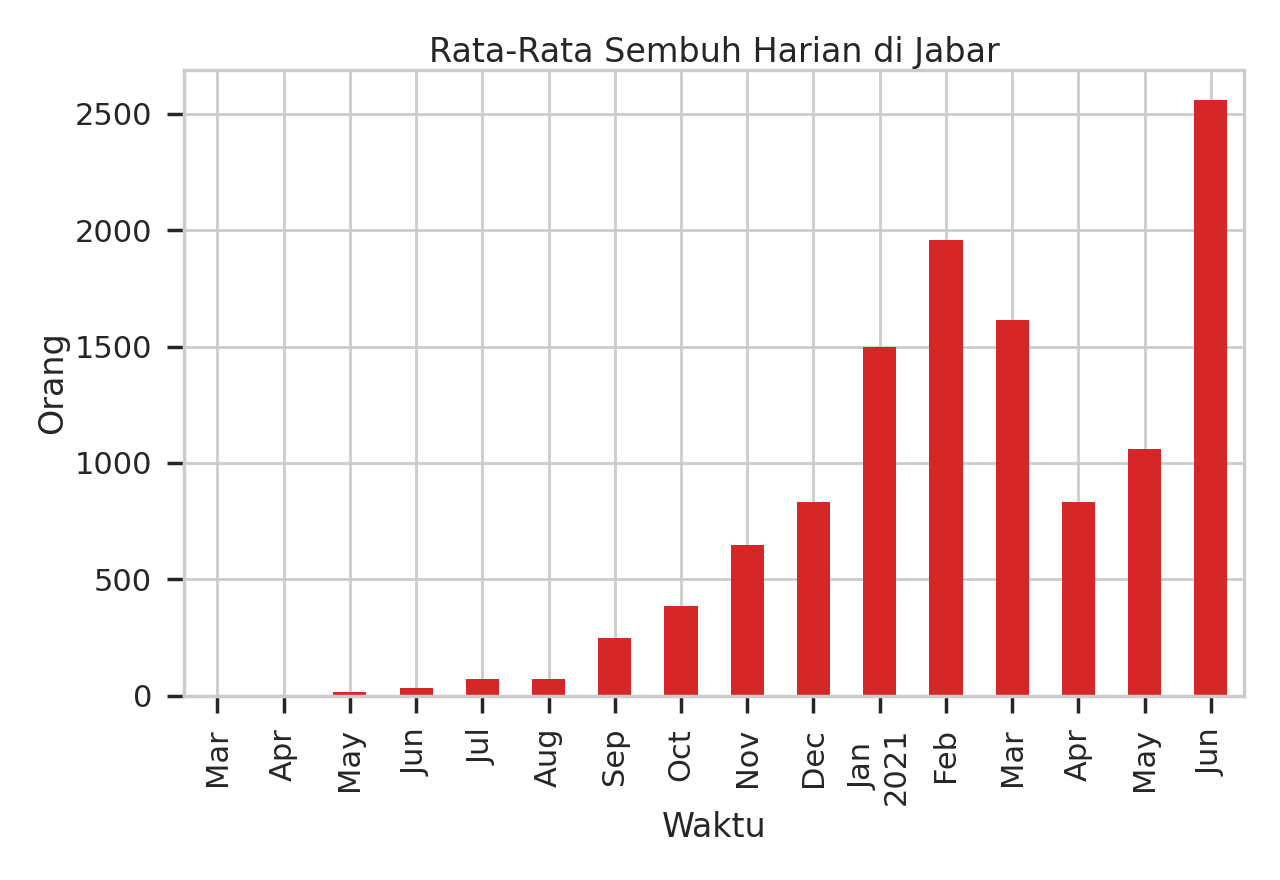 Rata-Rata Sembuh Harian di Jabar
Orang
2500
2000
1500
1000
500
0
Mar
Apr
May
Jun
Jul
Aug
Sep
Oct
Nov
Dec
Jan
2021
Feb
Mar
Apr
May
Jun
Waktu